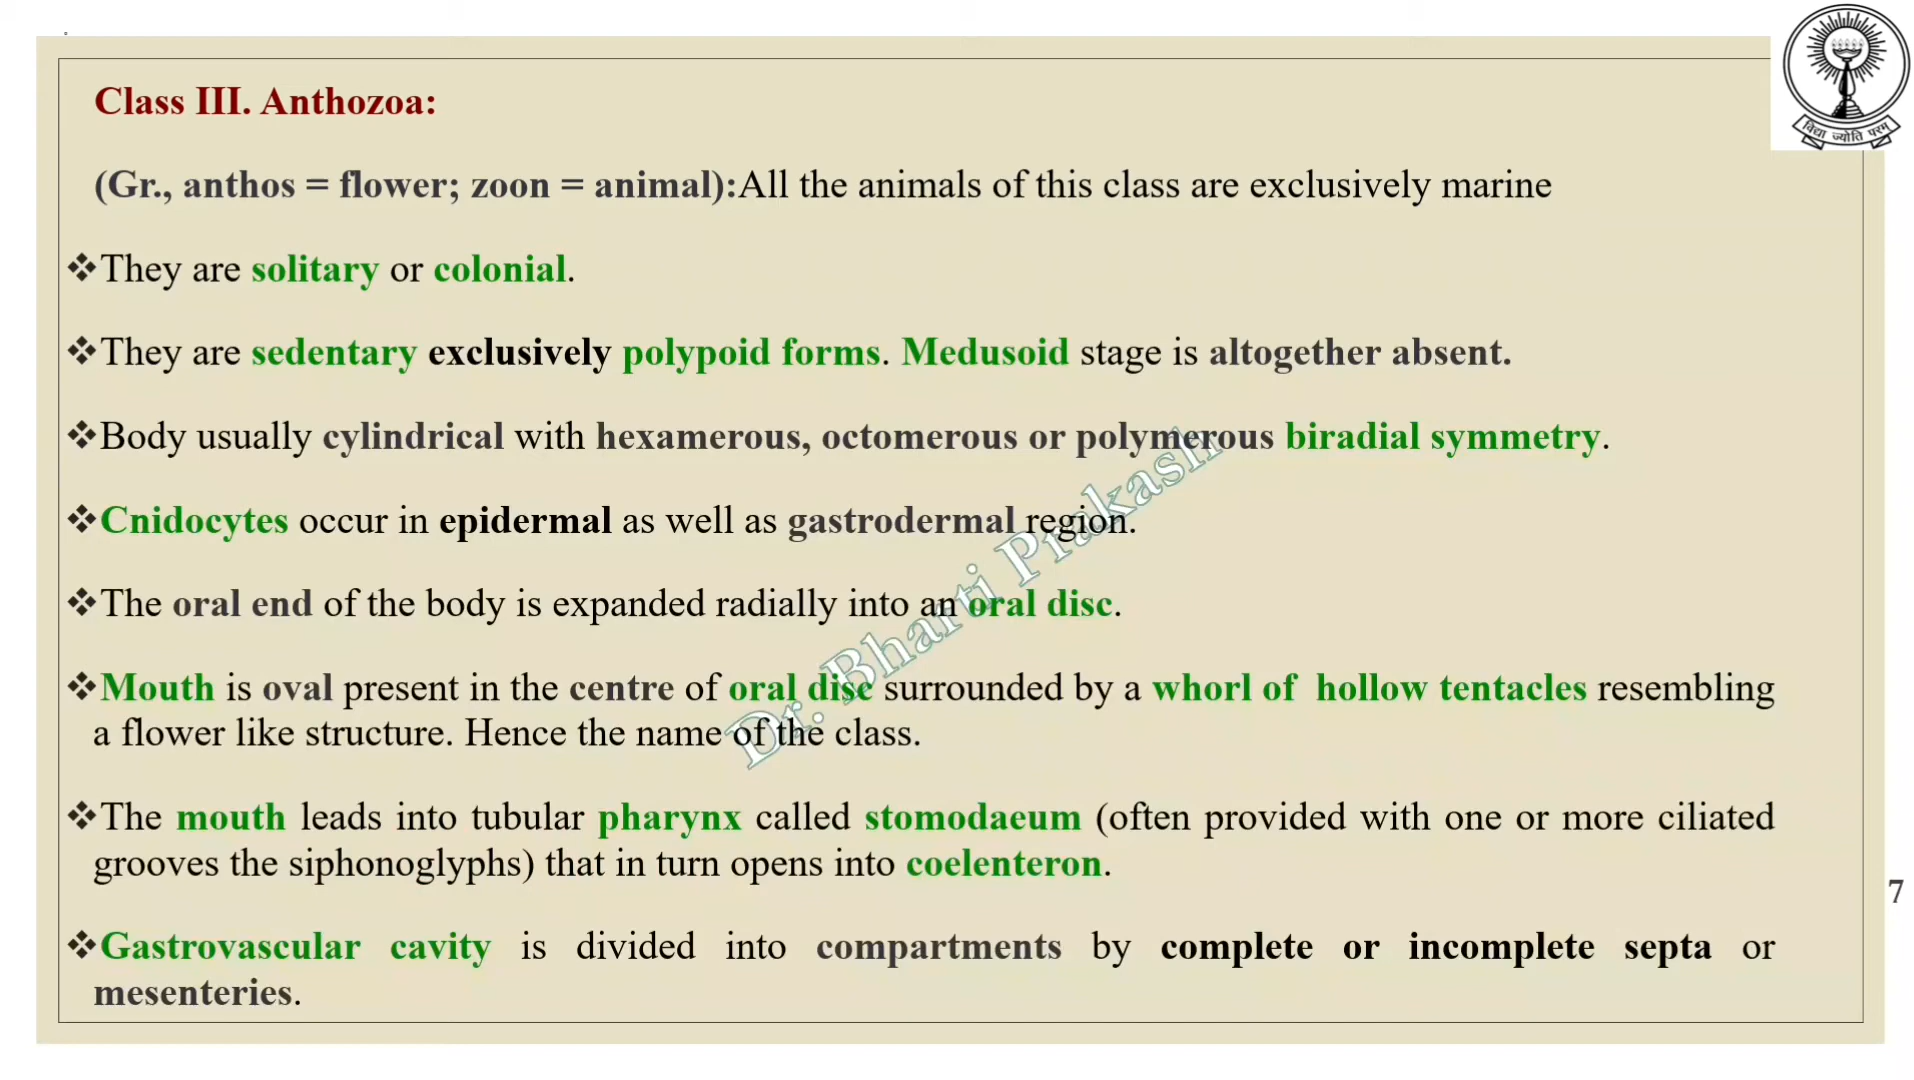 Class III. Anthozoa:
(Gr., anthos = flower; zoon = animal):All the animals of this class are exclusively marine
❖They are solitary or colonial.
❖They are sedentary exclusively polypoid forms. Medusoid stage is altogether absent.
❖Body usually cylindrical with hexamerous, octomerous or polymerous biradial symmetry.
❖Cnidocytes occur in epidermal as well as gastrodermal region.
❖The oral end of the body is expanded radially into an oral disc.
❖Mouth is oval present in the centre of oral disc surrounded by a whorl of hollow tentacles resembling
a flower like structure. Hence the name of the class.
❖The mouth leads into tubular pharynx called stomodaeum (often provided with one or more ciliated
grooves the siphonoglyphs) that in turn opens into coelenteron.
❖Gastrovascular cavity is divided into compartments by complete or incomplete septa or
mesenteries.
Dr. Bharti Prakash
विद्या ज्योति परम्
7